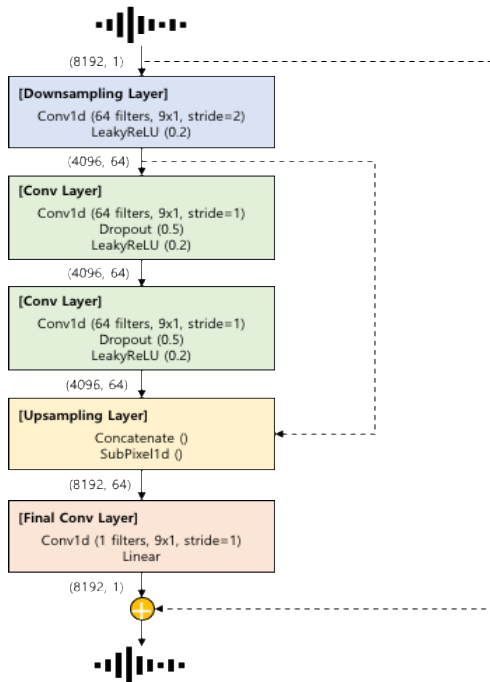 (8192, 1)
[Downsampling Layer]
Conv1d (64 filters, 9x1, stride=2)
LeakyReLU (0.2)
(4096, 64)
[Conv Layer]
Conv1d (64 filters, 9x1, stride=1)
Dropout (0.5)
LeakyReLU (0.2)
(4096, 64)
[Conv Layer]
Conv1d (64 filters, 9x1, stride=1)
Dropout (0.5)
LeakyReLU (0.2)
(4096, 64)
[Upsampling Layer]
Concatenate ()
SubPixel1d ()
(8192, 64)
[Final Conv Layer]
Conv1d (1 filters, 9x1, stride=1)
Linear
(8192, 1)